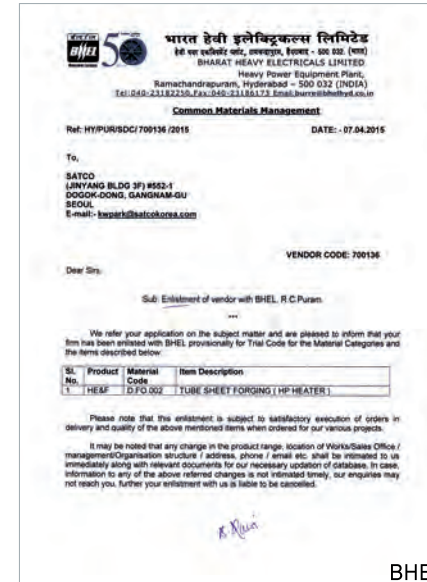 BHEL
50
भारत हेवी इलेक्ट्रिकल्स लिमिटेड
BHARAT HEAVY ELECTRICALS LIMITED
Heavy Power Equipment Plant,
Ramachandrapuram, Hyderabad – 500 032 (INDIA)
Tel:040-23182250,Fax:040-23186173
Common Materials Management
Ref: HY/PUR/SDC/ 700136 /2015 DATE: - 07.04.2015
To,
SATCO
(JINYANG BLDG 3F) #552-1
DOGOK-DONG, GANGNAM-GU
SEOUL
E-mail:- kwpark@satcokorea.com
VENDOR CODE: 700136
Dear Sirs,
Sub: Enlistment of vendor with BHEL, R.C.Puram.
***
We refer your application on the subject matter and are pleased to inform that your
firm has been enlisted with BHEL provisionally for Trial Code for the Material Categories and
the items described below:
Sl. No. Product Material Code Item Description
1 HE&F D.FO.002 TUBE SHEET FORGING ( HP HEATER )
Please note that this enlistment is subject to satisfactory execution of orders in
delivery and quality of the above mentioned items when ordered for our various projects.
It may be noted that any change in the product range, location of Works/Sales Office /
management/Organisation structure / address, phone / email etc. shall be intimated to us
immediately along with relevant documents for our necessary updation of database. In case,
information to any of the above referred changes is not intimated timely, our enquiries may
not reach you, further your enlistment with us is liable to be cancelled.
BHE